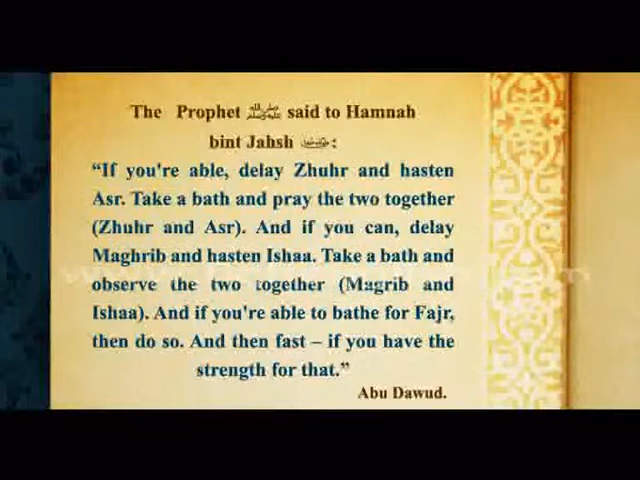 The Prophet ﷺ said to Hamnah
bint Jahsh :
“If you're able, delay Zhuhr and hasten
Asr. Take a bath and pray the two together
(Zhuhr and Asr). And if you can, delay
Maghrib and hasten Ishaa. Take a bath and
observe the two together (Magrib and
Ishaa). And if you're able to bathe for Fajr,
then do so. And then fast – if you have the
strength for that.”
Abu Dawud.